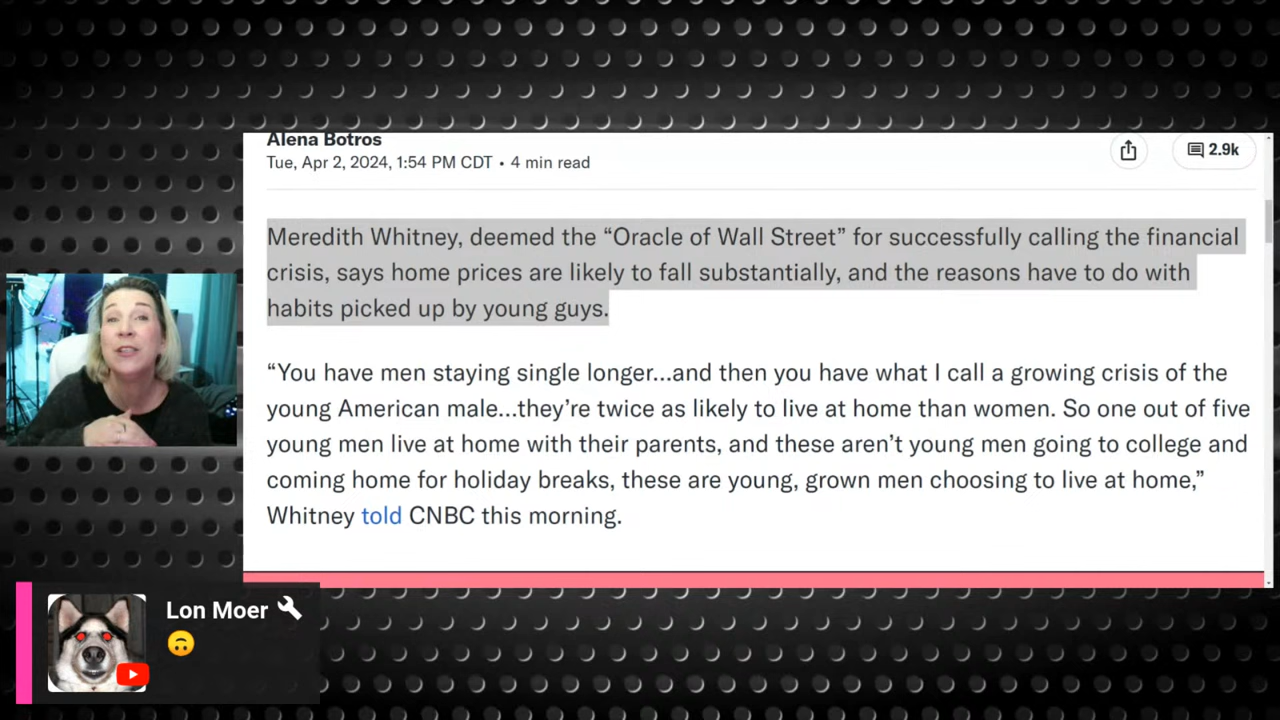 Alena Botros
Tue, Apr 2, 2024, 1:54 PM CDT • 4 min read
2.9k
Meredith Whitney, deemed the “Oracle of Wall Street” for successfully calling the financial
crisis, says home prices are likely to fall substantially, and the reasons have to do with
habits picked up by young guys.
“You have men staying single longer...and then you have what I call a growing crisis of the
young American male...they’re twice as likely to live at home than women. So one out of five
young men live at home with their parents, and these aren’t young men going to college and
coming home for holiday breaks, these are young, grown men choosing to live at home,”
Whitney told CNBC this morning.
Lon Moer